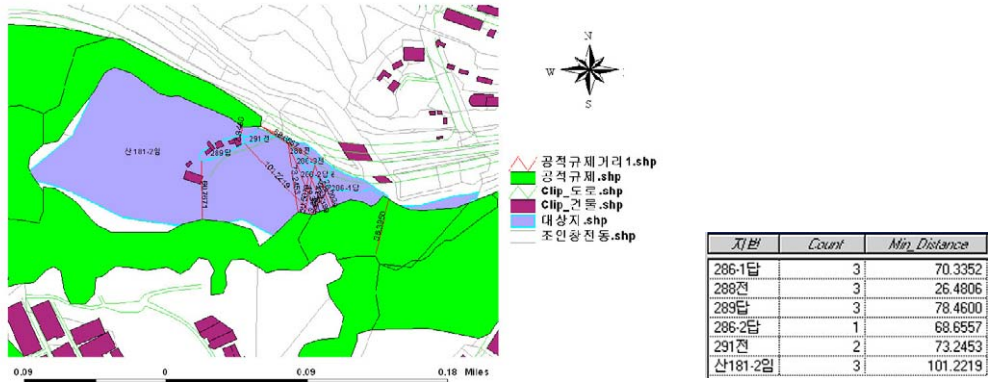 N
W
S
산181-2임
289답
291전
288전
286-1답
101.2219
공적규제거리1.shp
공적규제.shp
Clip_도로.shp
Clip_건물.shp
대상지.shp
조인창전동.shp
지번 Count Min_Distance
286-1답 3 70.3352
288전 3 26.4806
289답 3 78.4600
286-2답 1 68.6557
291전 2 73.2453
산181-2임 3 101.2219
0.09 0 0.09 0.18 Miles